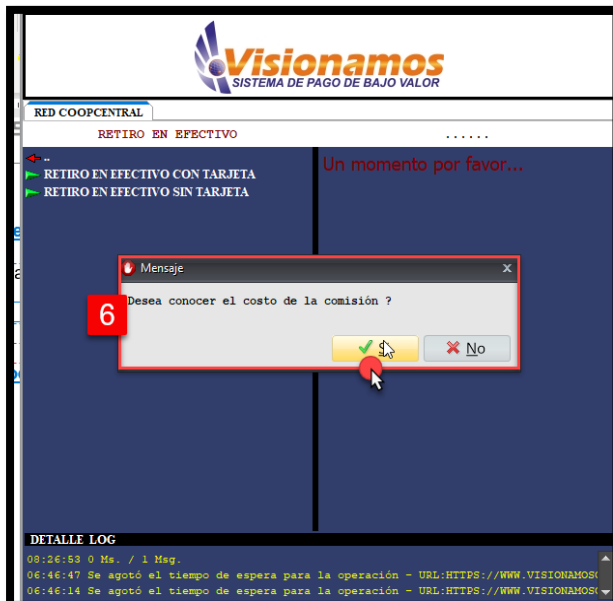 Visionamos
SISTEMA DE PAGO DE BAJO VALOR
RED COOPCENTRAL
RETIRO EN EFECTIVO ......
..
RETIRO EN EFECTIVO CON TARJETA
RETIRO EN EFECTIVO SIN TARJETA
Un momento por favor...
Mensaje x
6
Desea conocer el costo de la comisión ?
No
DETALLE LOG
08:26:53 0 Ms. / 1 Msg.
06:46:47 Se agotó el tiempo de espera para la operación - URL:HTTPS://WWW.VISIONAMOS
06:46:14 Se agotó el tiempo de espera para la operación - URL:HTTPS://WWW.VISIONAMOS